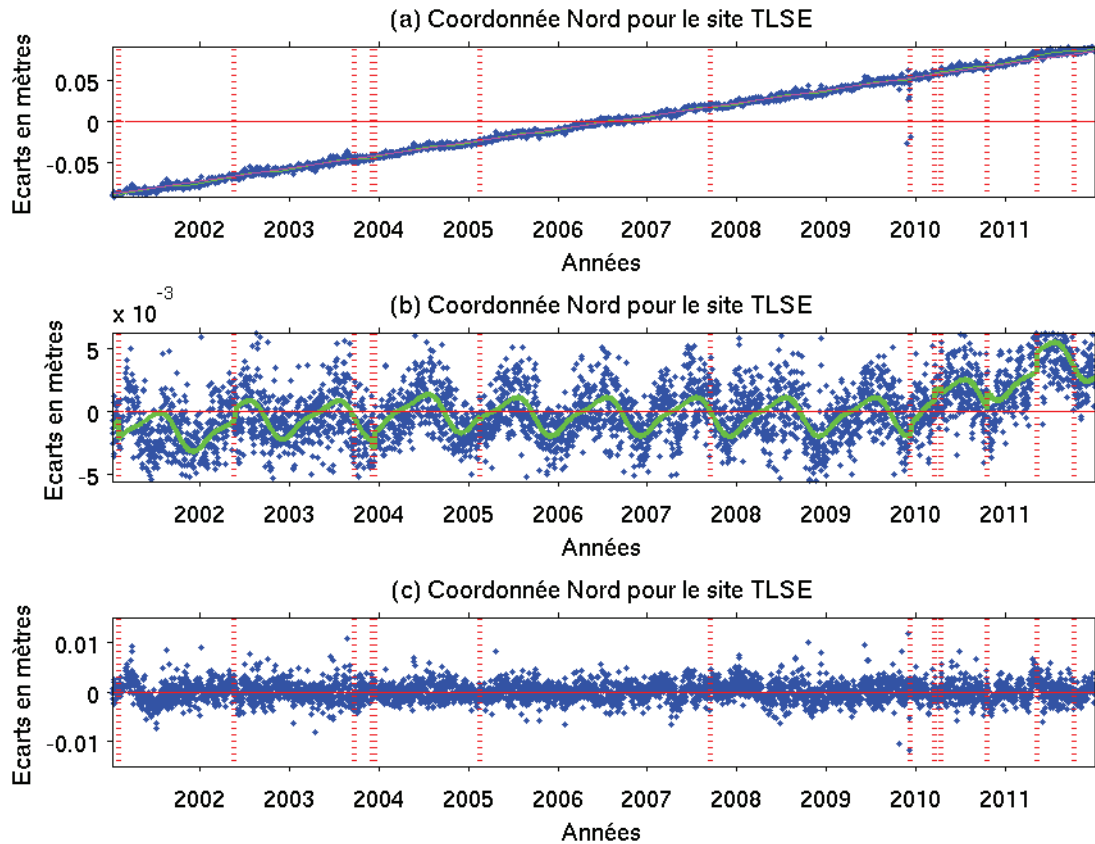 (a) Coordonnée Nord pour le site TLSE
Ecarts en mètres
0.05
0
-0.05
2002 2003 2004 2005 2006 2007 2008 2009 2010 2011
Années
(b) Coordonnée Nord pour le site TLSE
x 10^-3
Ecarts en mètres
5
0
-5
2002 2003 2004 2005 2006 2007 2008 2009 2010 2011
Années
(c) Coordonnée Nord pour le site TLSE
Ecarts en mètres
0.01
0
-0.01
2002 2003 2004 2005 2006 2007 2008 2009 2010 2011
Années